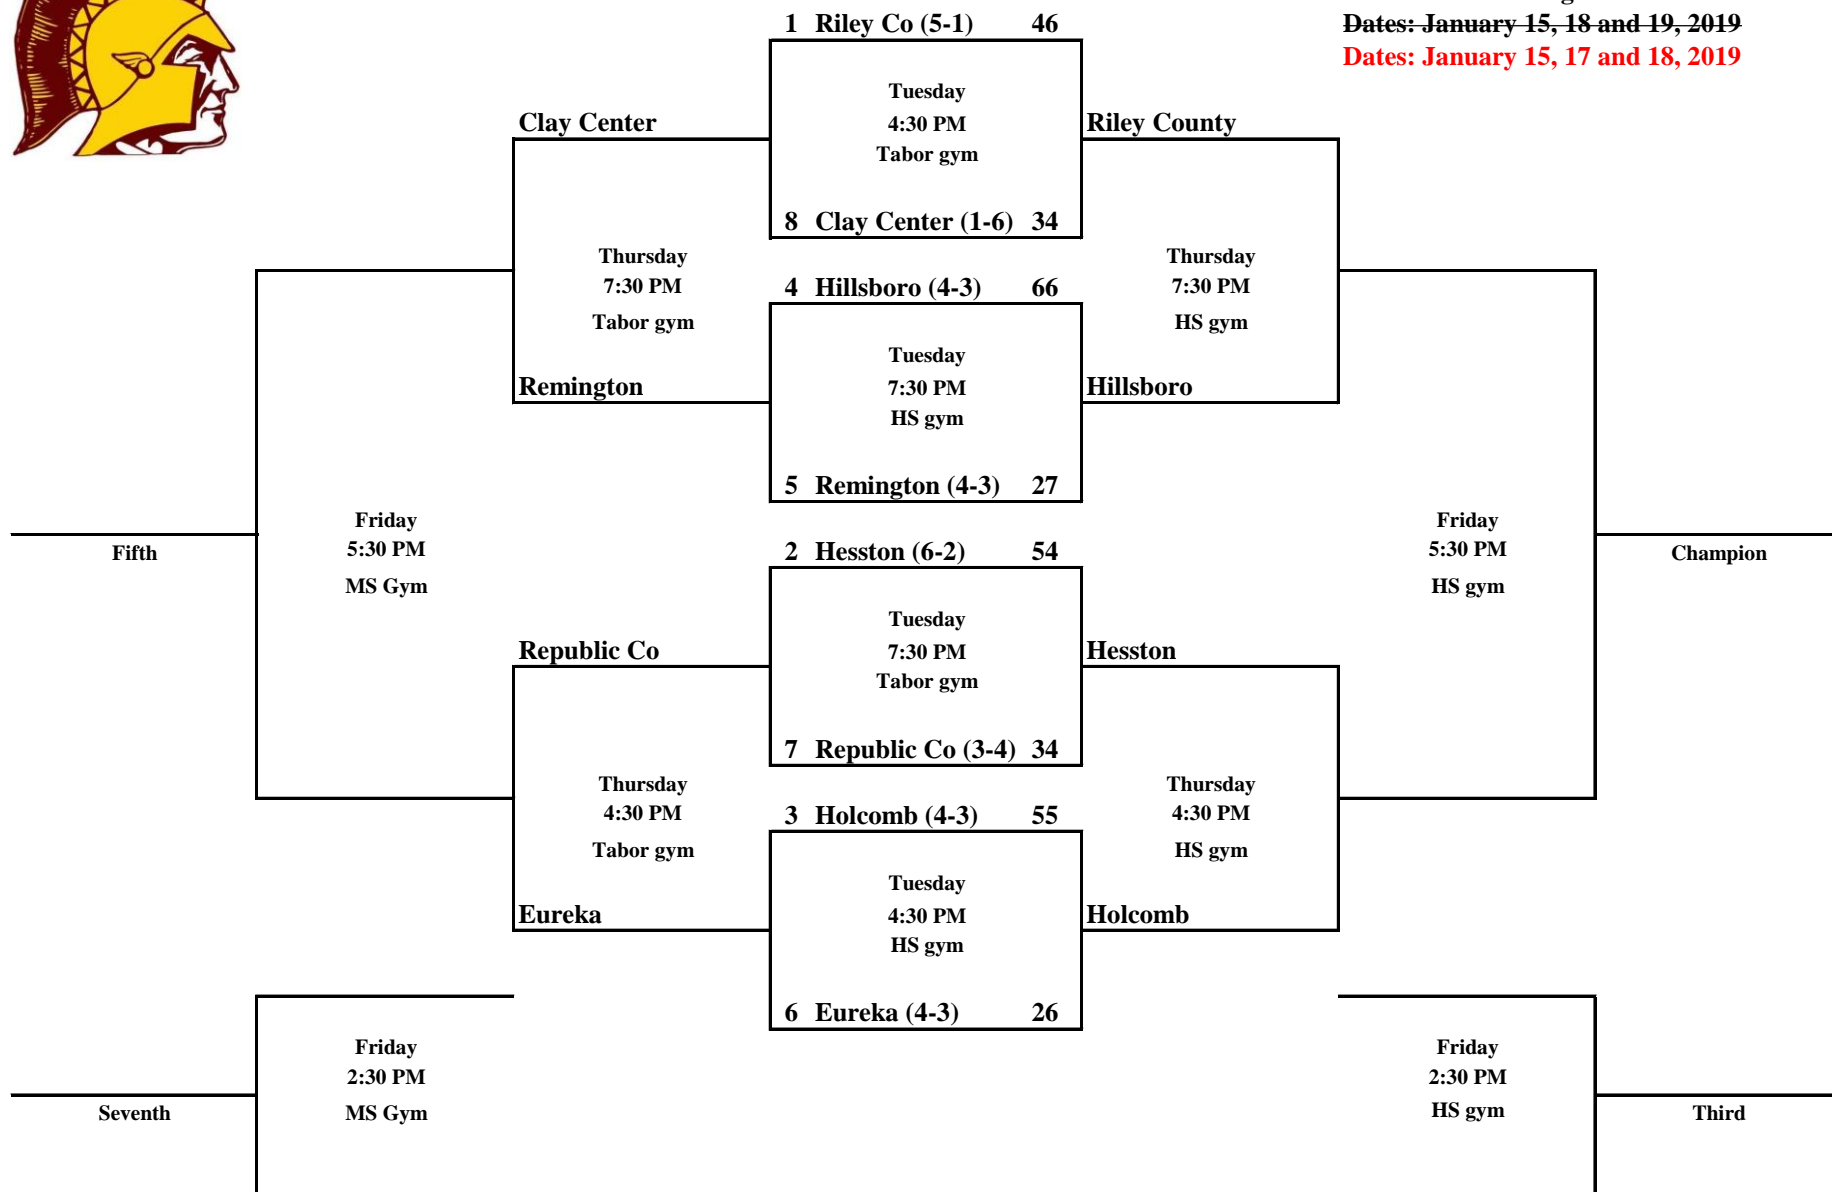 1 Riley Co (5-1) 46
Dates: January 15, 18 and 19, 2019
Dates: January 15, 17 and 18, 2019
Tuesday
Clay Center
4:30 PM
Riley County
Tabor gym
8 Clay Center (1-6) 34
Thursday
Thursday
7:30 PM
4 Hillsboro (4-3) 66
7:30 PM
Tabor gym
HS gym
Tuesday
Remington
7:30 PM
Hillsboro
HS gym
5 Remington (4-3) 27
Friday
Friday
5:30 PM
2 Hesston (6-2) 54
5:30 PM
Fifth
Champion
MS Gym
HS gym
Tuesday
Republic Co
7:30 PM
Hesston
Tabor gym
7 Republic Co (3-4) 34
Thursday
Thursday
4:30 PM
3 Holcomb (4-3) 55
4:30 PM
Tabor gym
HS gym
Tuesday
Eureka
4:30 PM
Holcomb
HS gym
6 Eureka (4-3) 26
Friday
Friday
2:30 PM
2:30 PM
Seventh
MS Gym
HS gym
Third